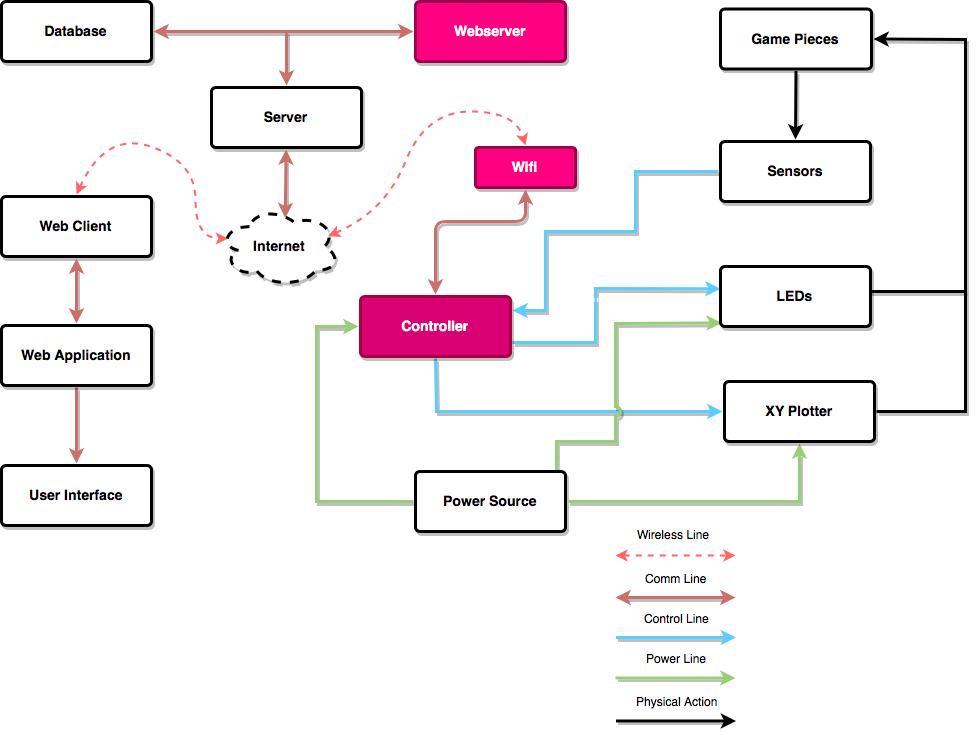 Database
Webserver
Game Pieces
Server
Wifi
Sensors
Web Client
Internet
LEDs
Controller
Web Application
XY Plotter
User Interface
Power Source
Wireless Line
Comm Line
Control Line
Power Line
Physical Action